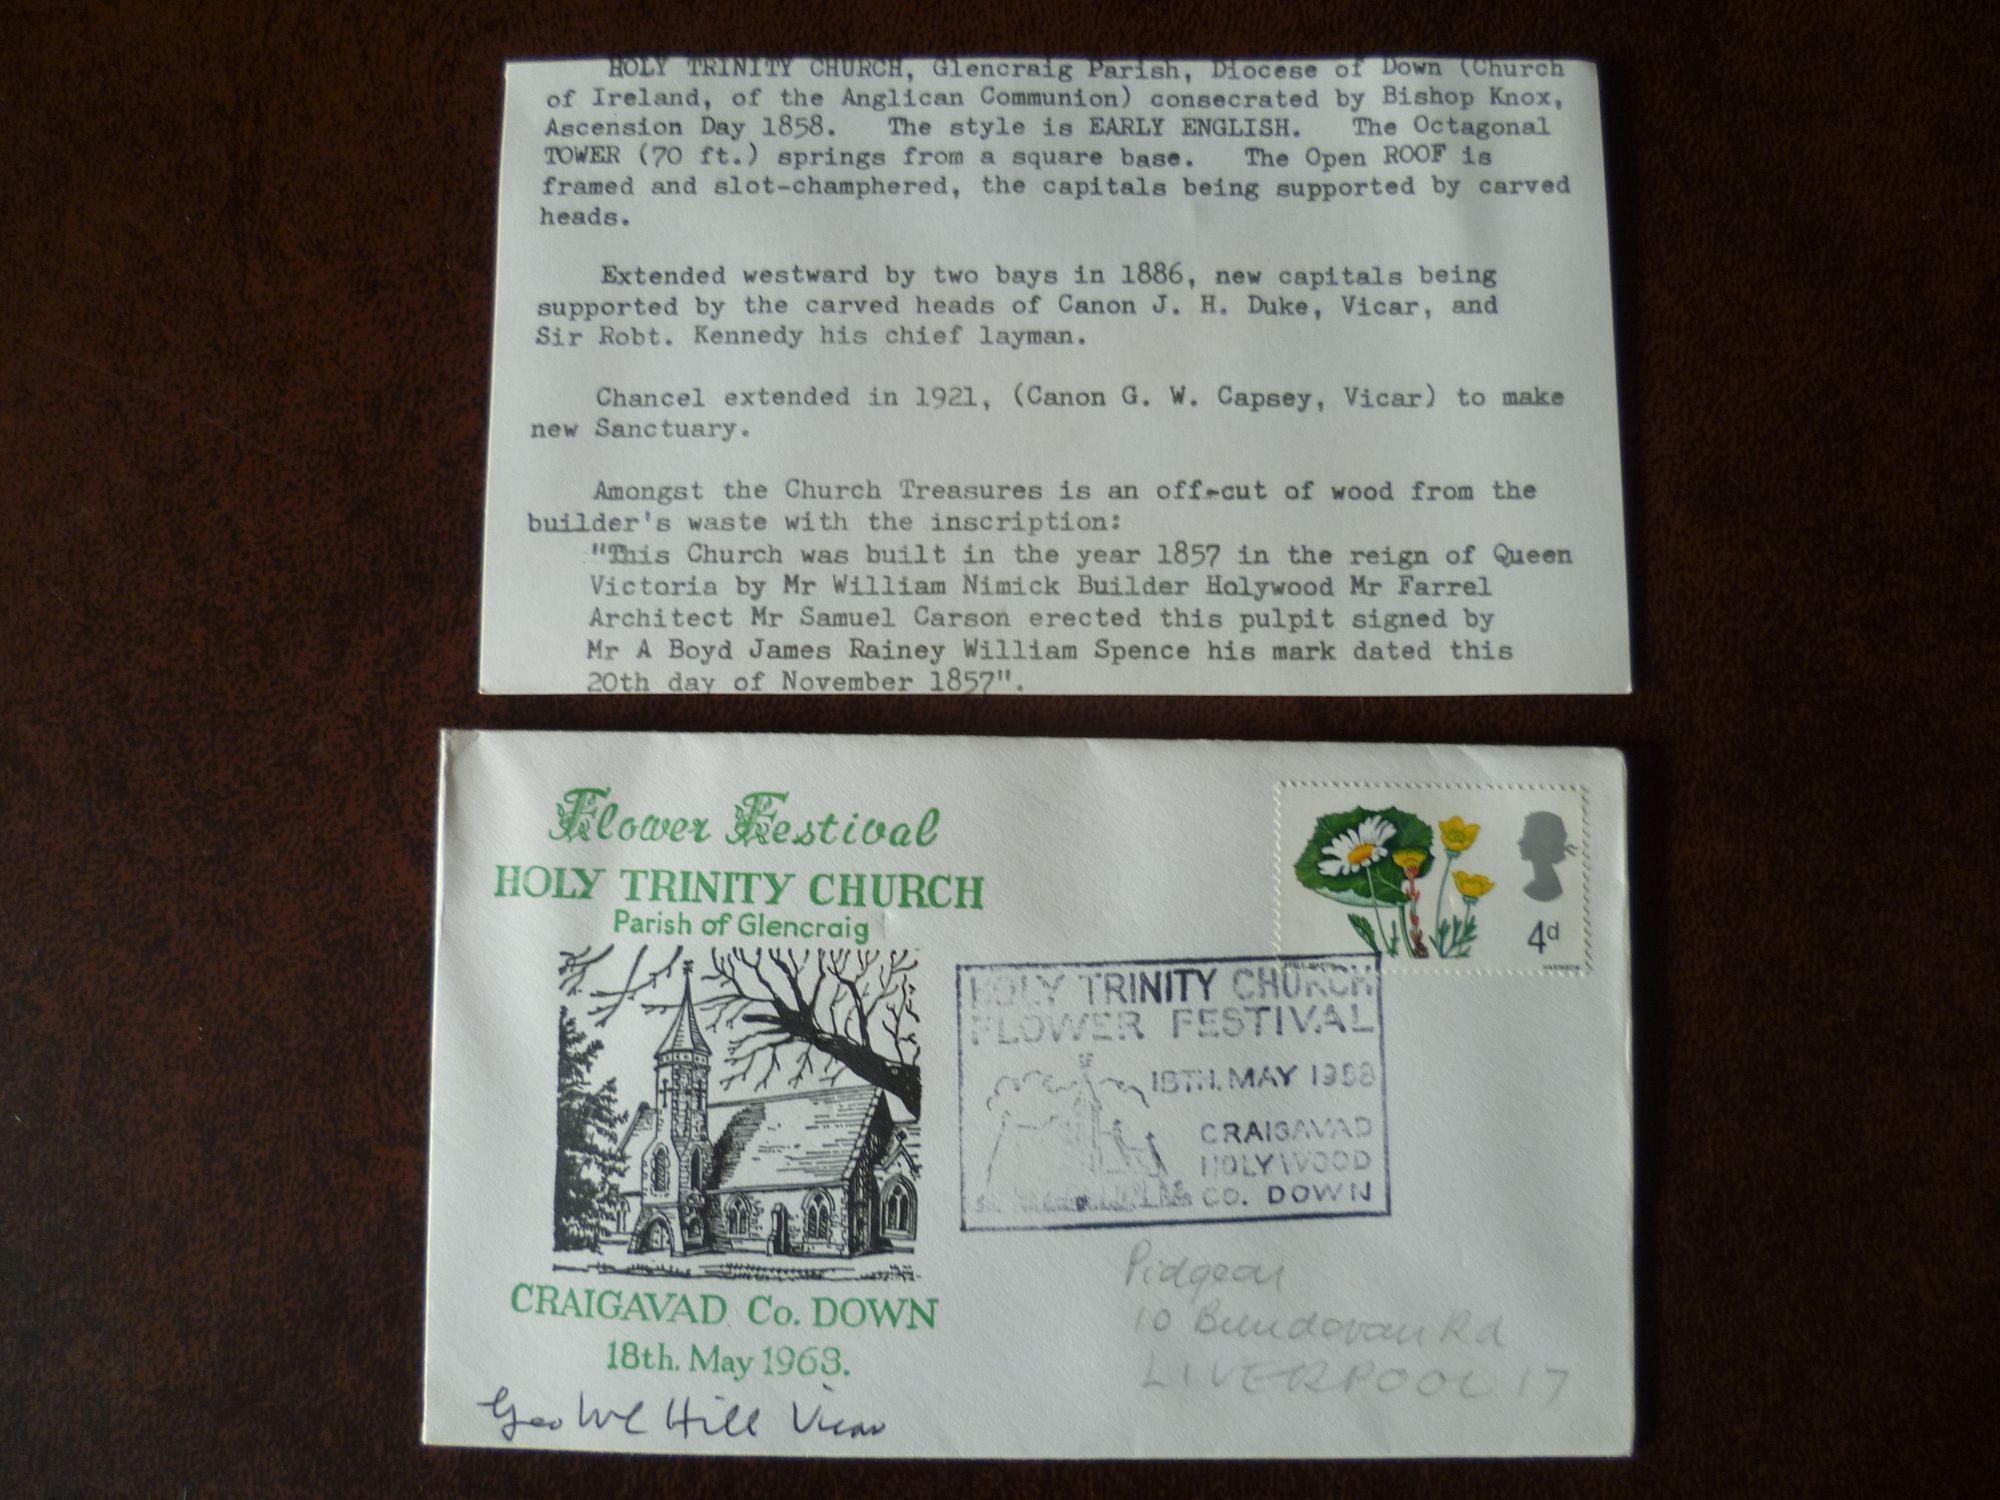 HOLY TRINITY CHURCH, Glencraig Parish, Diocese of Down (Church
of Ireland, of the Anglican Communion) consecrated by Bishop Knox,
Ascension Day 1858. The style is EARLY ENGLISH. The Octagonal
TOWER (70 ft.) springs from a square base. The Open ROOF is
framed and slot-champhered, the capitals being supported by carved
heads.
Extended westward by two bays in 1886, new capitals being
supported by the carved heads of Canon J. H. Duke, Vicar, and
Sir Robt. Kennedy his chief layman.
Chancel extended in 1921, (Canon G. W. Capsey, Vicar) to make
new Sanctuary.
Amongst the Church Treasures is an off-cut of wood from the
builder's waste with the inscription:
"This Church was built in the year 1857 in the reign of Queen
Victoria by Mr William Nimick Builder Holywood Mr Farrel
Architect Mr Samuel Carson erected this pulpit signed by
Mr A Boyd James Rainey William Spence his mark dated this
20th day of November 1857".
Flower Festival
HOLY TRINITY CHURCH
Parish of Glencraig
CRAIGAVAD Co. DOWN
18th. May 1968.
Geo Hill Vicar
4d
HOLY TRINITY CHURCH
FLOWER FESTIVAL
18TH. MAY 1968
CRAIGAVAD
HOLYWOOD
CO. DOWN
Pidgeon
10 Bundoran Rd
LIVERPOOL 17